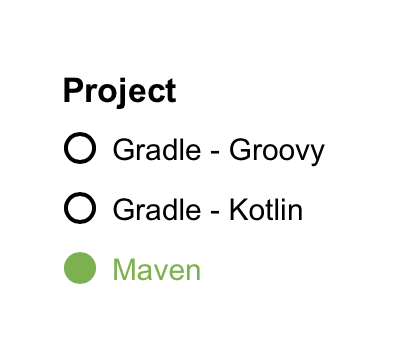 Project
Gradle - Groovy
Gradle - Kotlin
Maven